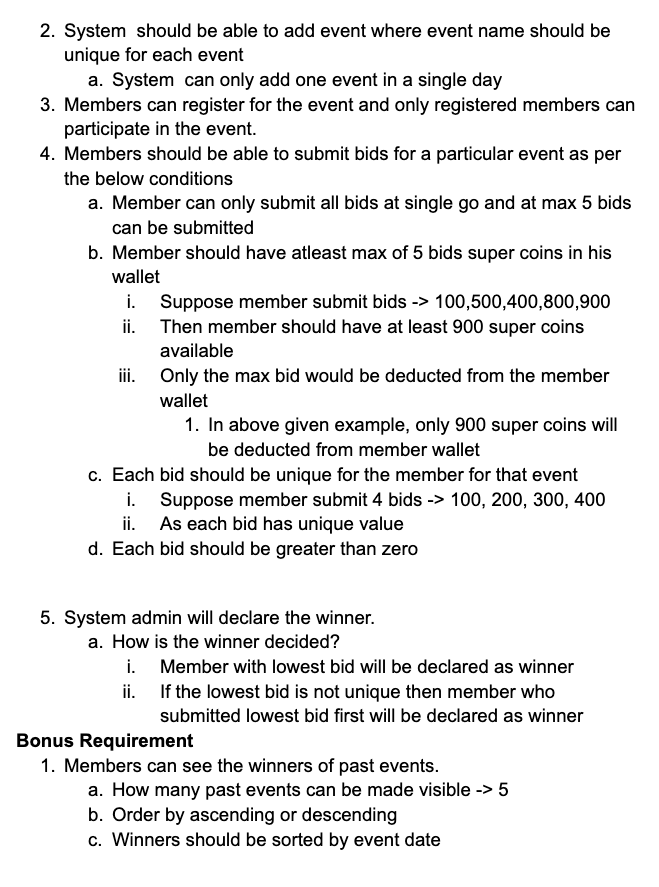 2. System should be able to add event where event name should be
unique for each event
a. System can only add one event in a single day
3. Members can register for the event and only registered members can
participate in the event.
4. Members should be able to submit bids for a particular event as per
the below conditions
a. Member can only submit all bids at single go and at max 5 bids
can be submitted
b. Member should have atleast max of 5 bids super coins in his
wallet
i. Suppose member submit bids -> 100,500,400,800,900
ii. Then member should have at least 900 super coins
available
iii. Only the max bid would be deducted from the member
wallet
1. In above given example, only 900 super coins will
be deducted from member wallet
c. Each bid should be unique for the member for that event
i. Suppose member submit 4 bids -> 100, 200, 300, 400
ii. As each bid has unique value
d. Each bid should be greater than zero
5. System admin will declare the winner.
a. How is the winner decided?
i. Member with lowest bid will be declared as winner
ii. If the lowest bid is not unique then member who
submitted lowest bid first will be declared as winner
Bonus Requirement
1. Members can see the winners of past events.
a. How many past events can be made visible -> 5
b. Order by ascending or descending
c. Winners should be sorted by event date